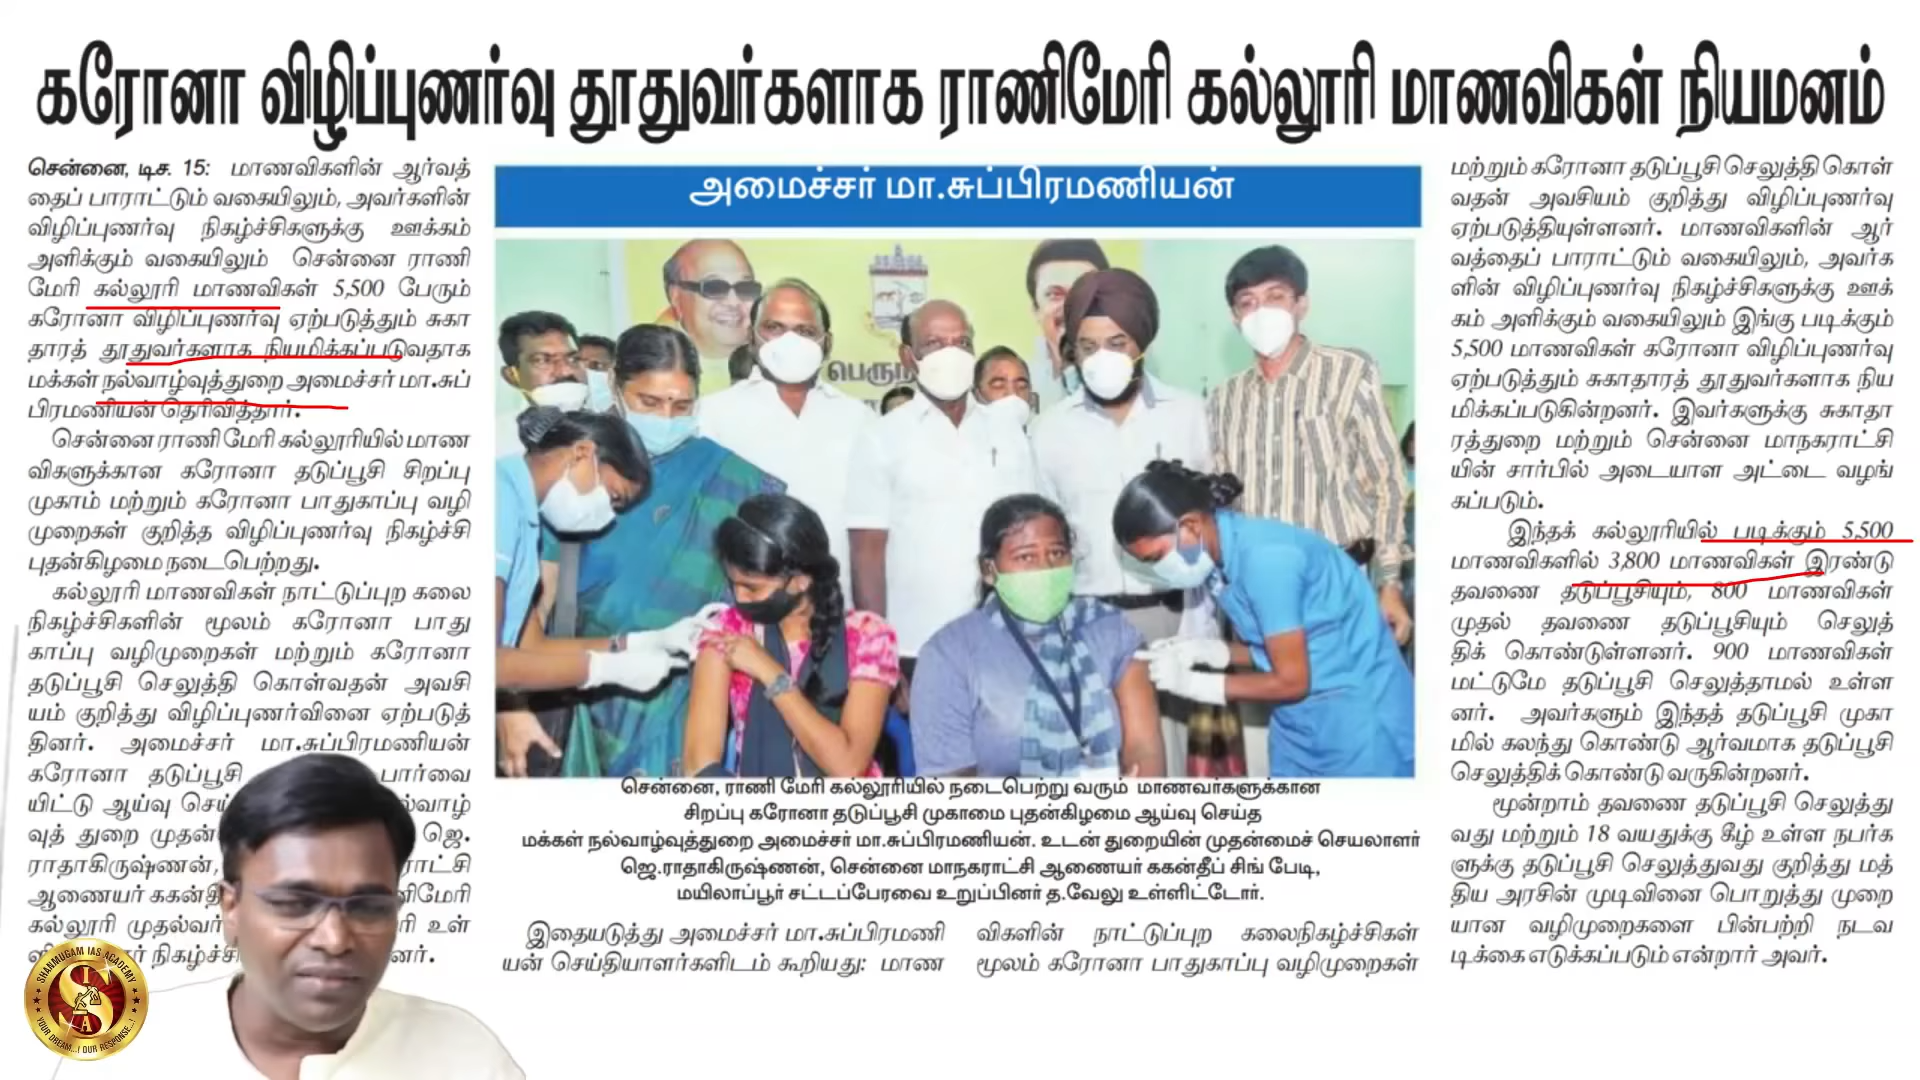 கரோனா விழிப்புணர்வு தூதுவர்களாக ராணிமேரி கல்லூரி மாணவிகள் நியமனம்
சென்னை, டிச. 15: மாணவிகளின் ஆர்வத்
தைப் பாராட்டும் வகையிலும், அவர்களின்
விழிப்புணர்வு நிகழ்ச்சிகளுக்கு ஊக்கம்
அளிக்கும் வகையிலும் சென்னை ராணி
மேரி கல்லூரி மாணவிகள் 5,500 பேரும்
கரோனா விழிப்புணர்வு ஏற்படுத்தும் சுகா
தாரத் தூதுவர்களாக நியமிக்கப்படுவதாக
மக்கள் நல்வாழ்வுத்துறை அமைச்சர் மா.சுப்
பிரமணியன் தெரிவித்தார்.
சென்னை ராணி மேரி கல்லூரியில் மாண
விகளுக்கான கரோனா தடுப்பூசி சிறப்பு
முகாம் மற்றும் கரோனா பாதுகாப்பு வழி
முறைகள் குறித்த விழிப்புணர்வு நிகழ்ச்சி
புதன்கிழமை நடைபெற்றது.
கல்லூரி மாணவிகள் நாட்டுப்புற கலை
நிகழ்ச்சிகளின் மூலம் கரோனா பாது
காப்பு வழிமுறைகள் மற்றும் கரோனா
தடுப்பூசி செலுத்தி கொள்வதன் அவசி
யம் குறித்து விழிப்புணர்வினை ஏற்படுத்
தினர். அமைச்சர் மா.சுப்பிரமணியன்
கரோனா தடுப்பூசி பார்வை
யிட்டு ஆய்வு செய் ல்வாழ்
வுத் துறை முதன் ஜெ.
ராதாகிருஷ்ணன், ராட்சி
ஆணையர் ககன்தீ ணிமேரி
கல்லூரி முதல்வர் ரி உள்
ர் நிகழ்ச்சி னர்.
அமைச்சர் மா.சுப்பிரமணியன்
பெரு
சென்னை, ராணி மேரி கல்லூரியில் நடைபெற்று வரும் மாணவர்களுக்கான
சிறப்பு கரோனா தடுப்பூசி முகாமை புதன்கிழமை ஆய்வு செய்த
மக்கள் நல்வாழ்வுத்துறை அமைச்சர் மா.சுப்பிரமணியன். உடன் துறையின் முதன்மைச் செயலாளர்
ஜெ.ராதாகிருஷ்ணன், சென்னை மாநகராட்சி ஆணையர் ககன்தீப் சிங் பேடி,
மயிலாப்பூர் சட்டப்பேரவை உறுப்பினர் த.வேலு உள்ளிட்டோர்.
இதையடுத்து அமைச்சர் மா.சுப்பிரமணி
யன் செய்தியாளர்களிடம் கூறியது: மாண
விகளின் நாட்டுப்புற கலைநிகழ்ச்சிகள்
மூலம் கரோனா பாதுகாப்பு வழிமுறைகள்
மற்றும் கரோனா தடுப்பூசி செலுத்தி கொள்
வதன் அவசியம் குறித்து விழிப்புணர்வு
ஏற்படுத்தியுள்ளனர். மாணவிகளின் ஆர்
வத்தைப் பாராட்டும் வகையிலும், அவர்க
ளின் விழிப்புணர்வு நிகழ்ச்சிகளுக்கு ஊக்
கம் அளிக்கும் வகையிலும் இங்கு படிக்கும்
5,500 மாணவிகள் கரோனா விழிப்புணர்வு
ஏற்படுத்தும் சுகாதாரத் தூதுவர்களாக நிய
மிக்கப்படுகின்றனர். இவர்களுக்கு சுகாதா
ரத்துறை மற்றும் சென்னை மாநகராட்சி
யின் சார்பில் அடையாள அட்டை வழங்
கப்படும்.
இந்தக் கல்லூரியில் படிக்கும் 5,500
மாணவிகளில் 3,800 மாணவிகள் இரண்டு
தவணை தடுப்பூசியும், 800 மாணவிகள்
முதல் தவணை தடுப்பூசியும் செலுத்
திக் கொண்டுள்ளனர். 900 மாணவிகள்
மட்டுமே தடுப்பூசி செலுத்தாமல் உள்ள
னர். அவர்களும் இந்தத் தடுப்பூசி முகா
மில் கலந்து கொண்டு ஆர்வமாக தடுப்பூசி
செலுத்திக் கொண்டு வருகின்றனர்.
மூன்றாம் தவணை தடுப்பூசி செலுத்து
வது மற்றும் 18 வயதுக்கு கீழ் உள்ள நபர்க
ளுக்கு தடுப்பூசி செலுத்துவது குறித்து மத்
திய அரசின் முடிவினை பொறுத்து முறை
யான வழிமுறைகளை பின்பற்றி நடவ
டிக்கை எடுக்கப்படும் என்றார் அவர்.
SHANMUGAM IAS ACADEMY
SIA
YOUR DREAM...! OUR RESPONSE...!